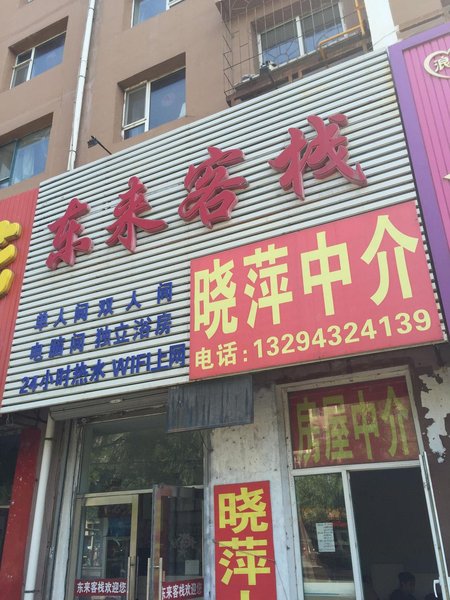 东来客栈
单人间 双人间
电脑间 独立浴房
24小时热水 WIFI上网
晓萍中介
电话:13294324139
房屋中介
晓萍
东来客栈欢迎您
东来客栈欢迎您
浪